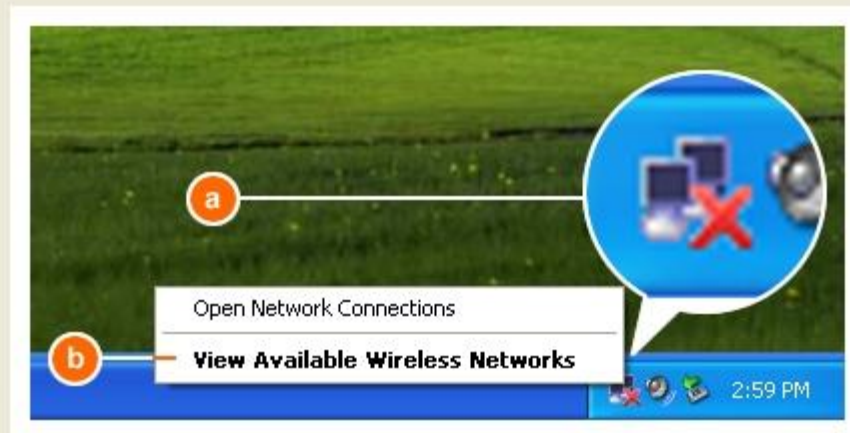 a
Open Network Connections
b
View Available Wireless Networks
2:59 PM